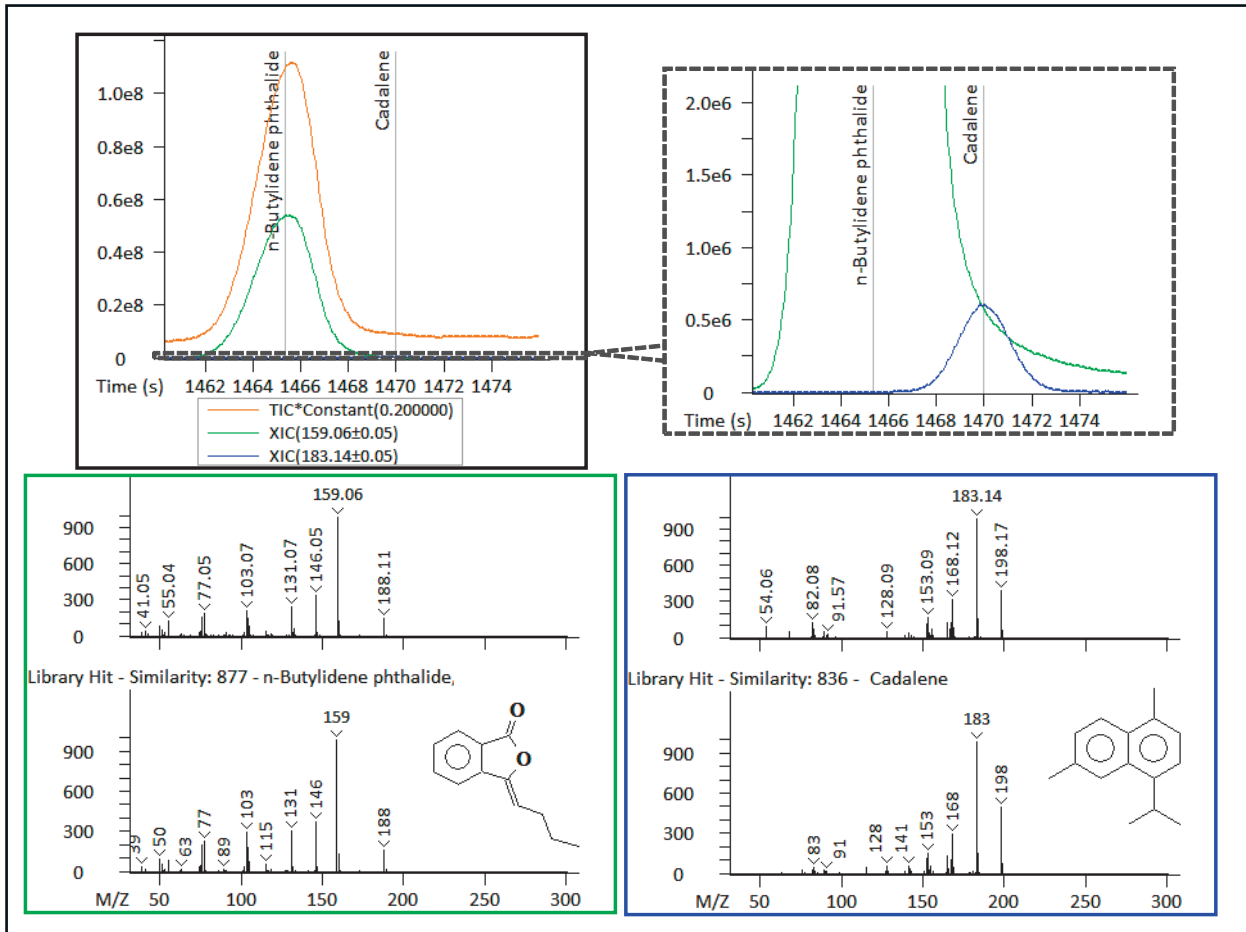 n-Butylidene phthalide
Cadalene
1.0e8
0.8e8
0.6e8
0.4e8
0.2e8
0
Time (s) 1462 1464 1466 1468 1470 1472 1474
TIC*Constant(0.200000)
XIC(159.06±0.05)
XIC(183.14±0.05)
n-Butylidene phthalide
Cadalene
2.0e6
1.5e6
1.0e6
0.5e6
0
Time (s) 1462 1464 1466 1468 1470 1472 1474
900
600
300
0
41.05
55.04
77.05
103.07
131.07
146.05
159.06
188.11
Library Hit - Similarity: 877 - n-Butylidene phthalide,
900
600
300
0
39
50
63
77
89
103
115
131
146
159
188
O
O
M/Z 50 100 150 200 250 300
900
600
300
0
54.06
82.08
91.57
128.09
153.09
168.12
183.14
198.17
Library Hit - Similarity: 836 - Cadalene
900
600
300
0
83
91
128
141
153
168
183
198
M/Z 50 100 150 200 250 300